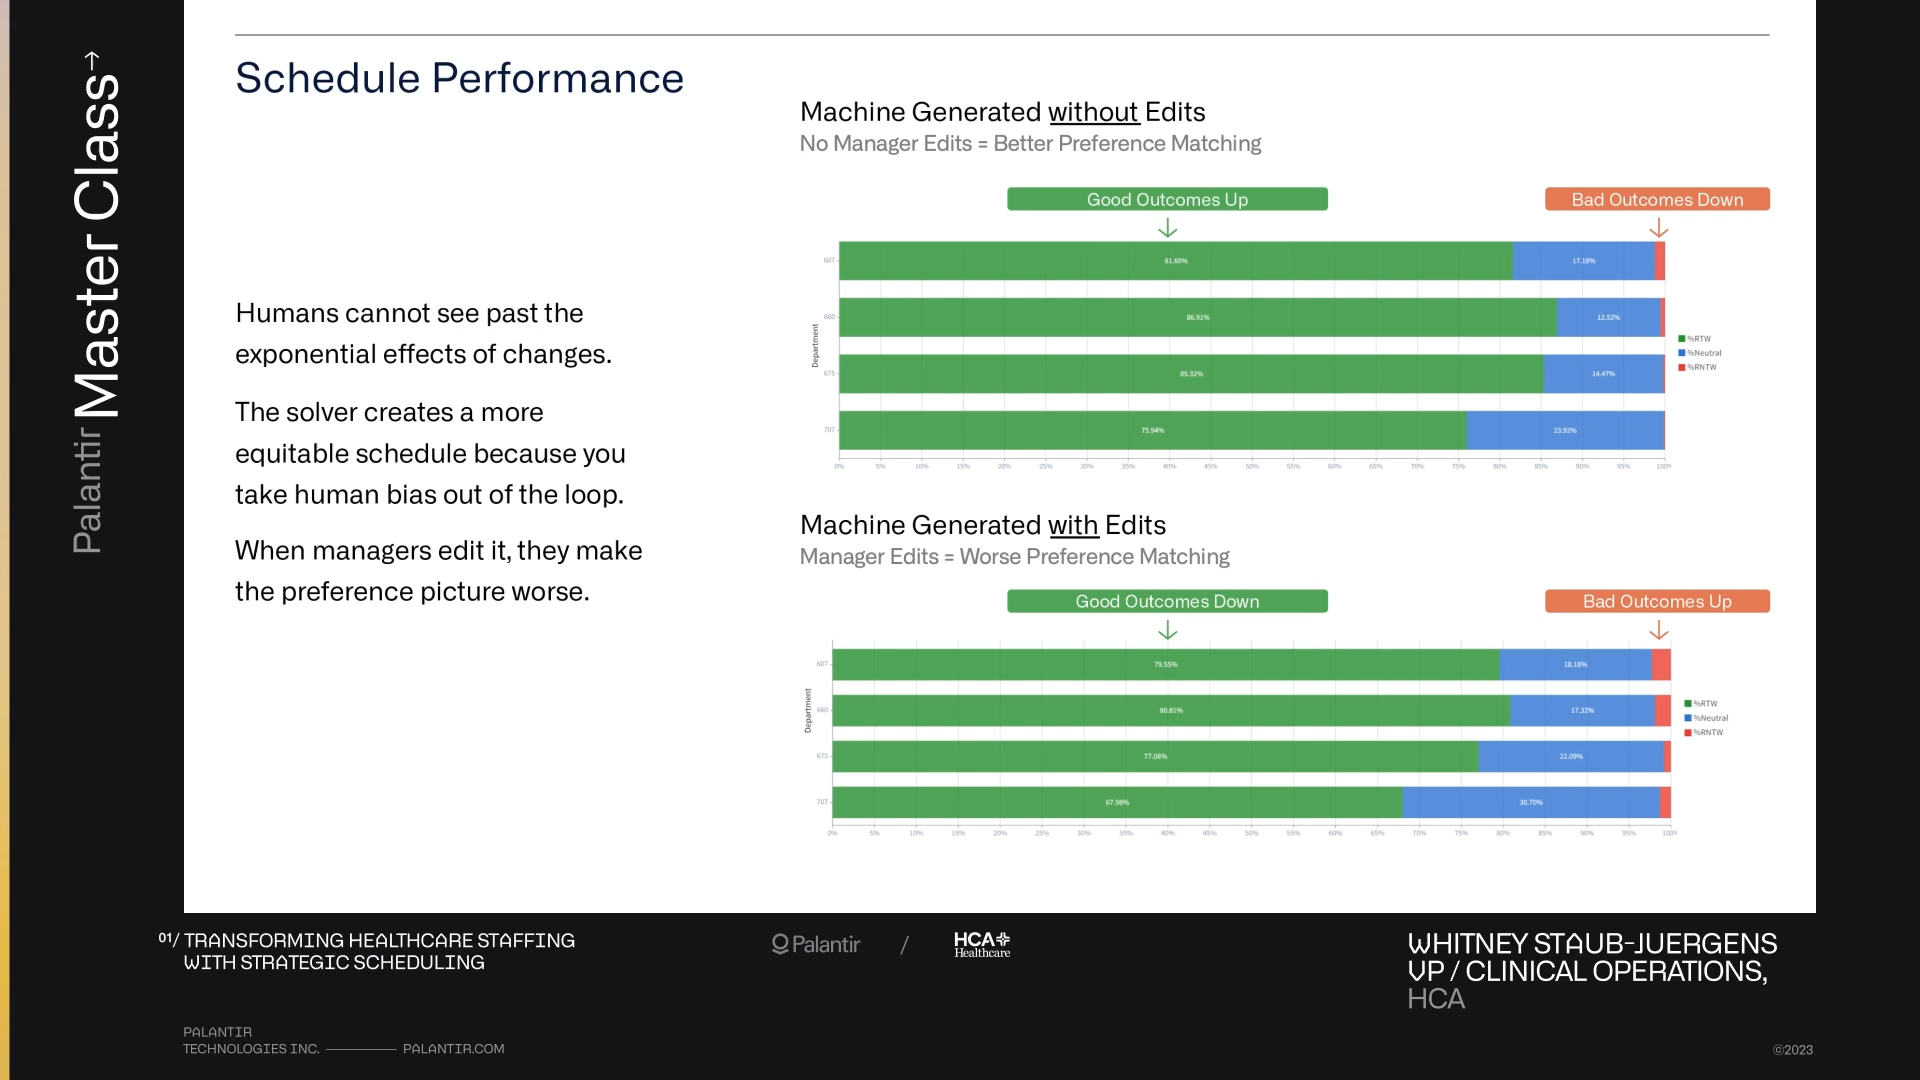 Palantir Master Class→
Schedule Performance
Humans cannot see past the
exponential effects of changes.
The solver creates a more
equitable schedule because you
take human bias out of the loop.
When managers edit it, they make
the preference picture worse.
Machine Generated without Edits
No Manager Edits = Better Preference Matching
Good Outcomes Up
Bad Outcomes Down
Department
607
81.60%
17.18%
660
86.91%
12.52%
675
85.32%
14.47%
707
75.94%
23.92%
0% 5% 10% 15% 20% 25% 30% 35% 40% 45% 50% 55% 60% 65% 70% 75% 80% 85% 90% 95% 100%
%RTW
%Neutral
%RNTW
Machine Generated with Edits
Manager Edits = Worse Preference Matching
Good Outcomes Down
Bad Outcomes Up
Department
607
79.55%
18.18%
660
80.81%
17.32%
675
77.08%
22.09%
707
67.98%
30.70%
0% 5% 10% 15% 20% 25% 30% 35% 40% 45% 50% 55% 60% 65% 70% 75% 80% 85% 90% 95% 100%
%RTW
%Neutral
%RNTW
01/ TRANSFORMING HEALTHCARE STAFFING
WITH STRATEGIC SCHEDULING
Palantir / HCA
Healthcare
WHITNEY STAUB-JUERGENS
VP / CLINICAL OPERATIONS,
HCA
PALANTIR
TECHNOLOGIES INC. PALANTIR.COM
©2023